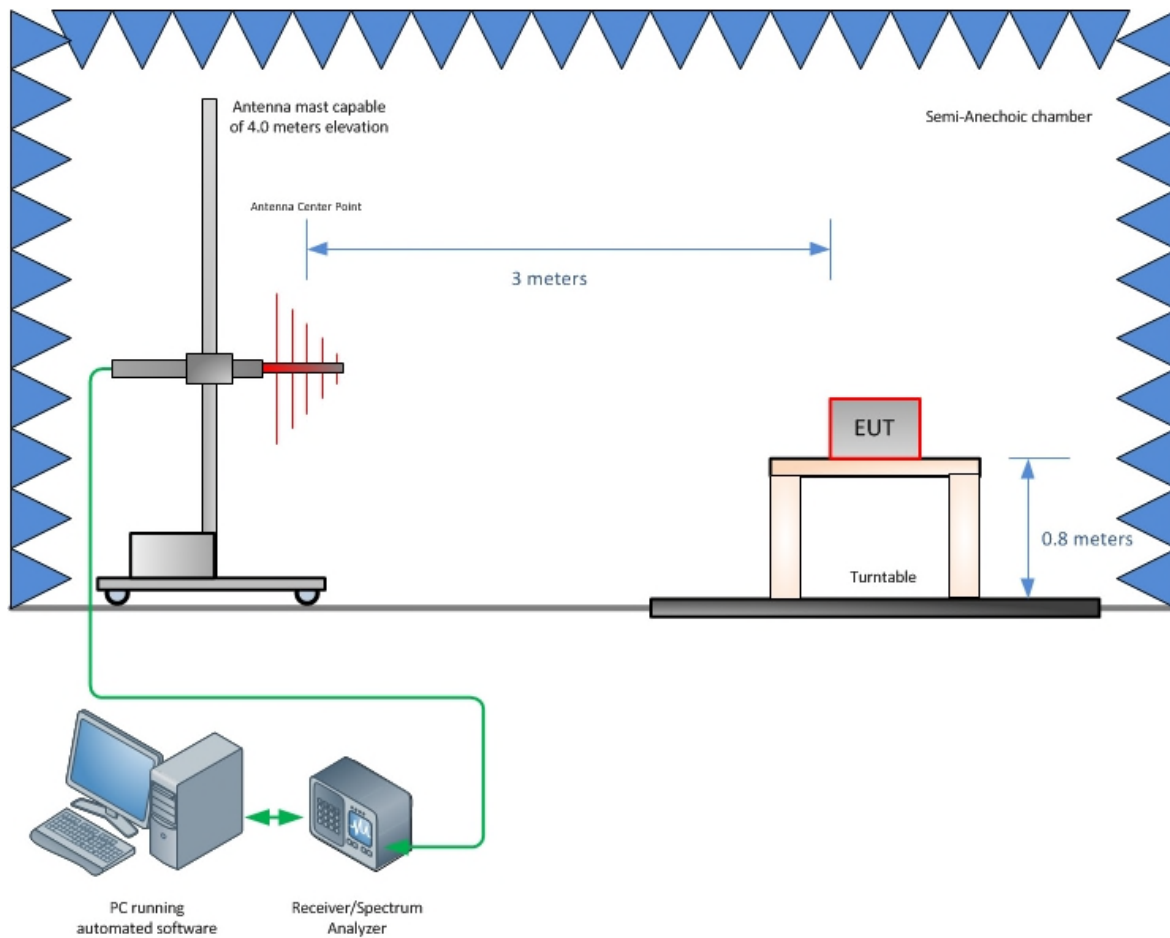 Antenna mast capable
of 4.0 meters elevation
Semi-Anechoic chamber
Antenna Center Point
3 meters
EUT
0.8 meters
Turntable
PC running
automated software
Receiver/Spectrum
Analyzer